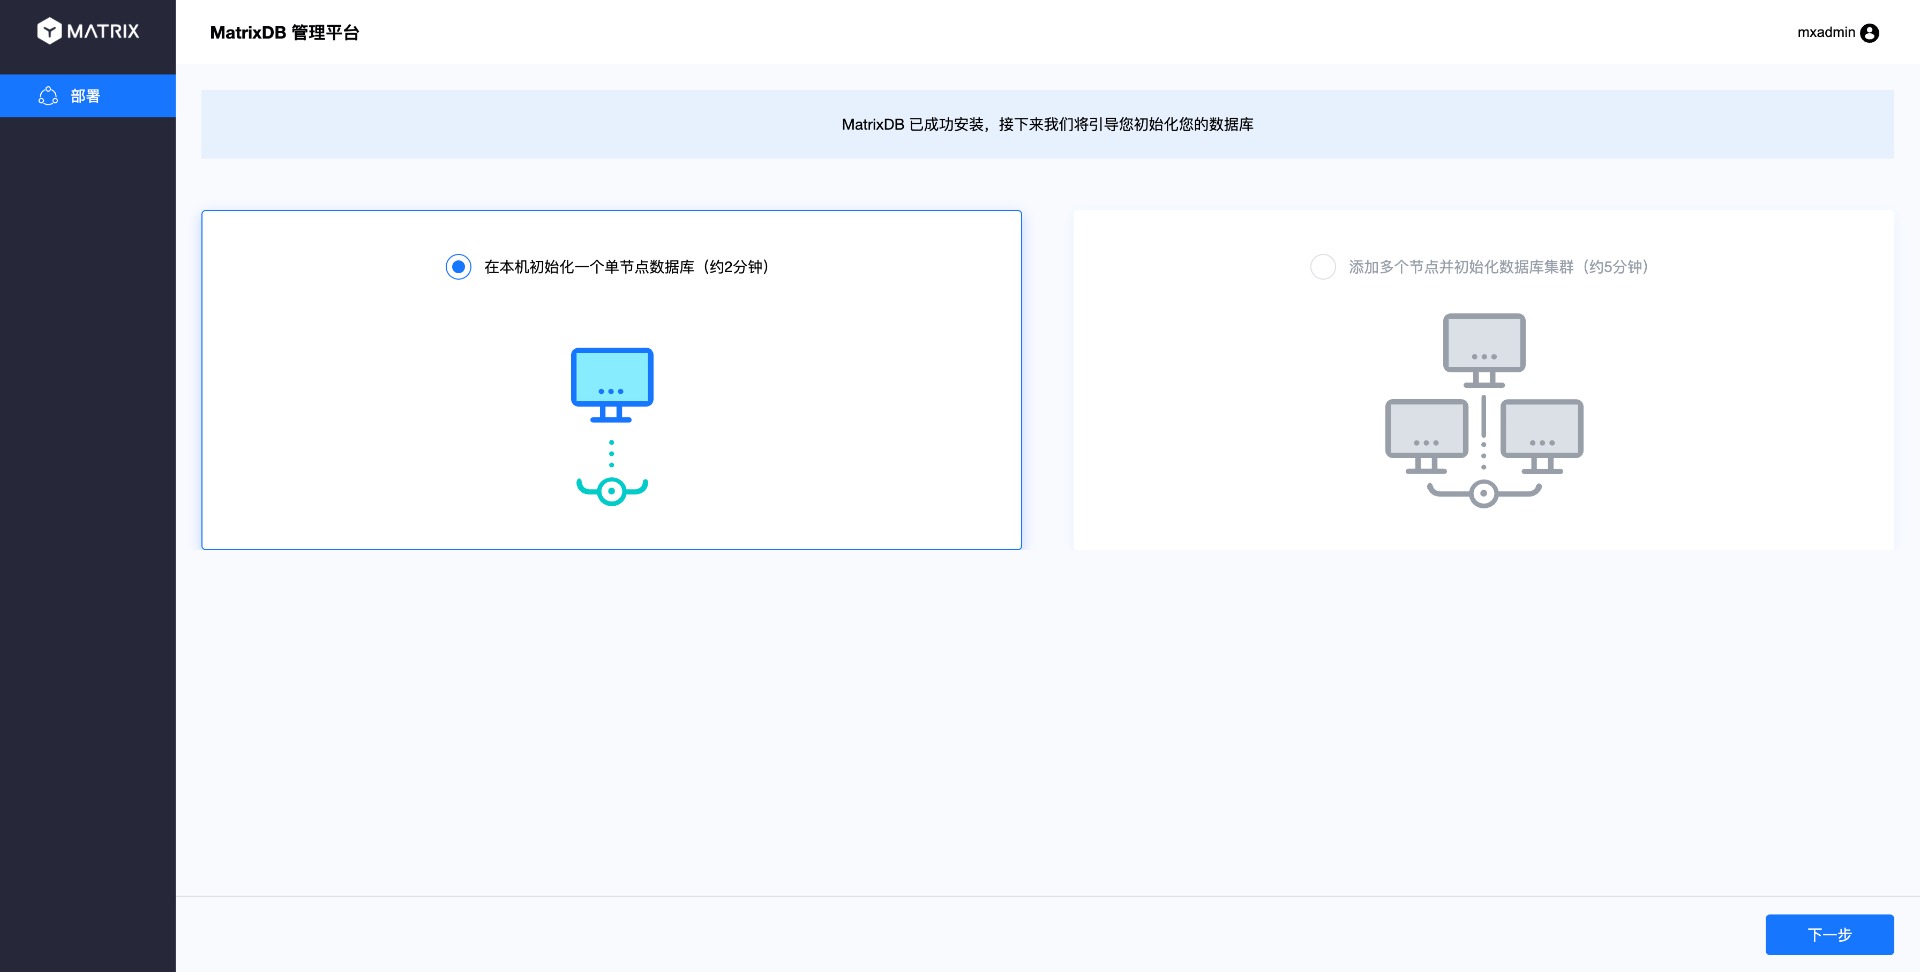 MATRIX
MatrixDB 管理平台
mxadmin
部署
MatrixDB 已成功安装，接下来我们将引导您初始化您的数据库
在本机初始化一个单节点数据库（约2分钟）
添加多个节点并初始化数据库集群（约5分钟）
下一步